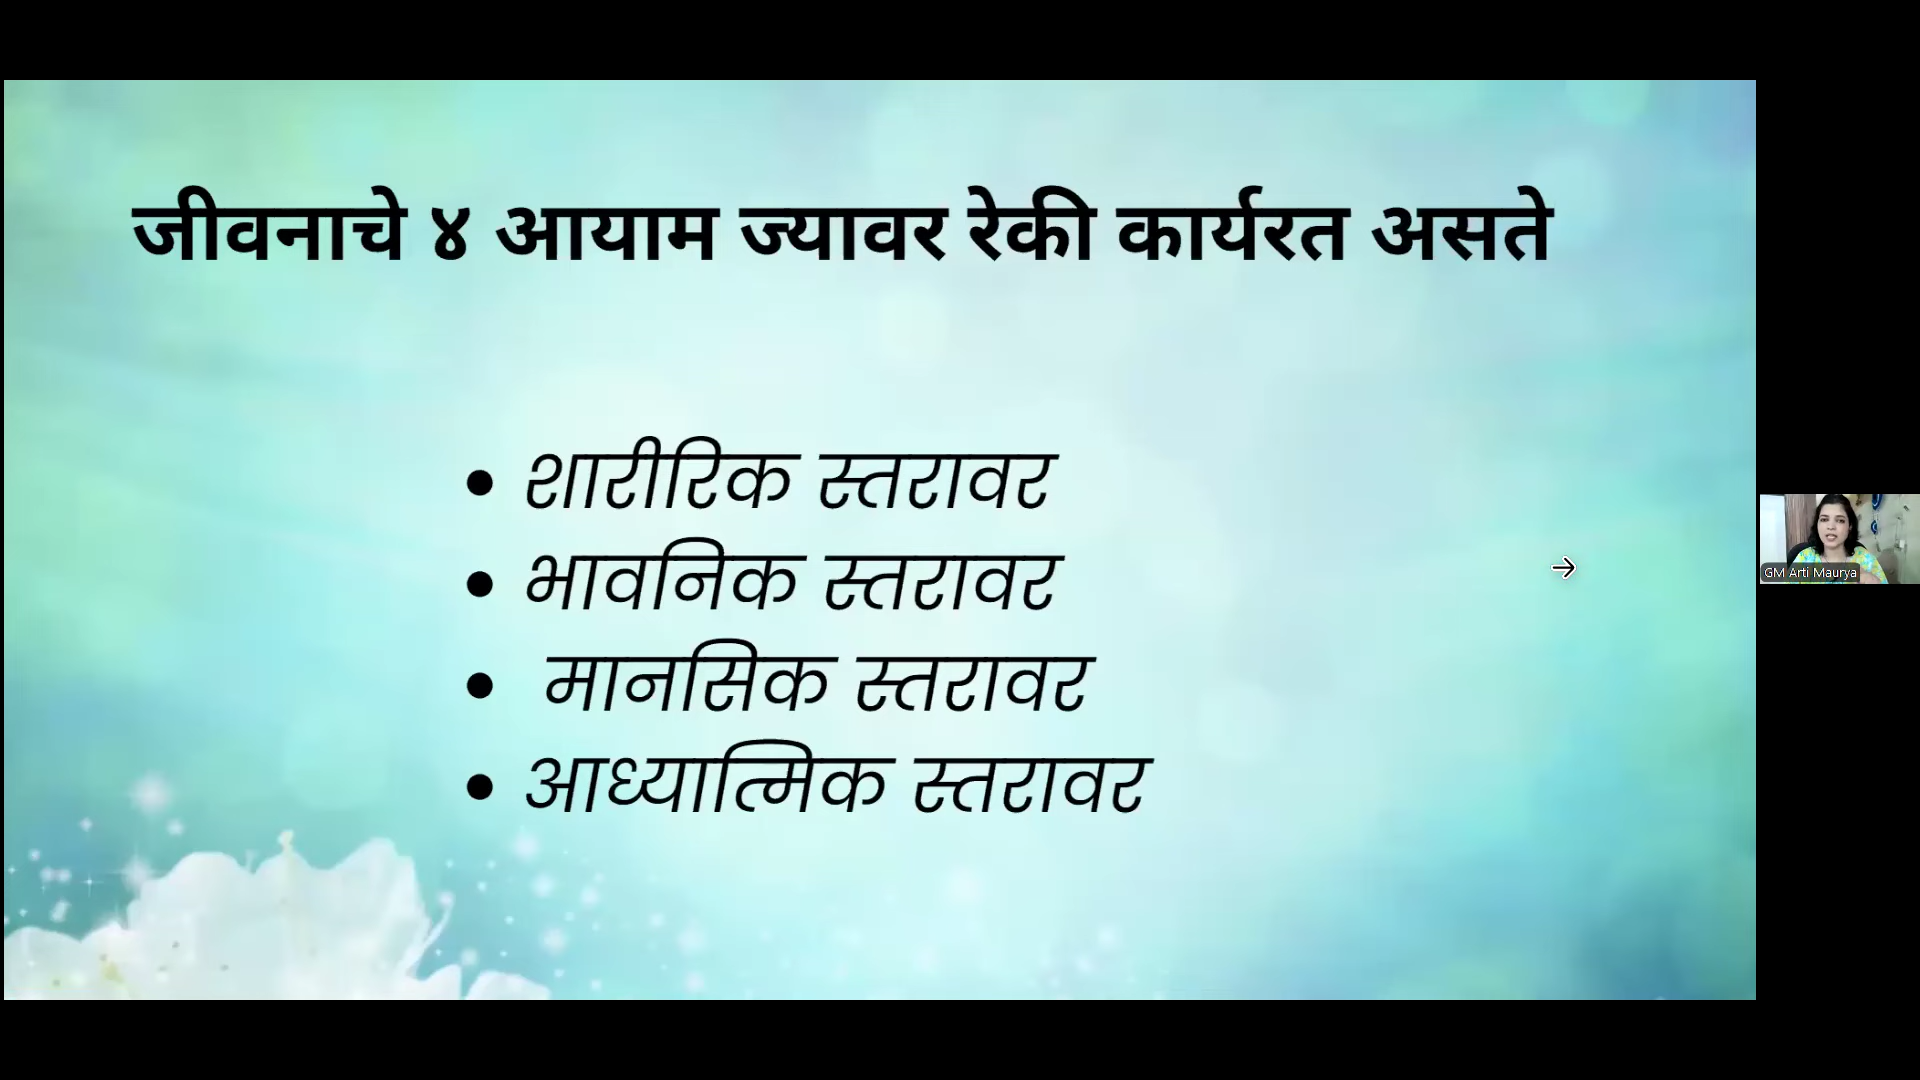 जीवनाचे ४ आयाम ज्यावर रेकी कार्यरत असते
• शारीरिक स्तरावर
• भावनिक स्तरावर
• मानसिक स्तरावर
• आध्यात्मिक स्तरावर
GM Arti Maurya